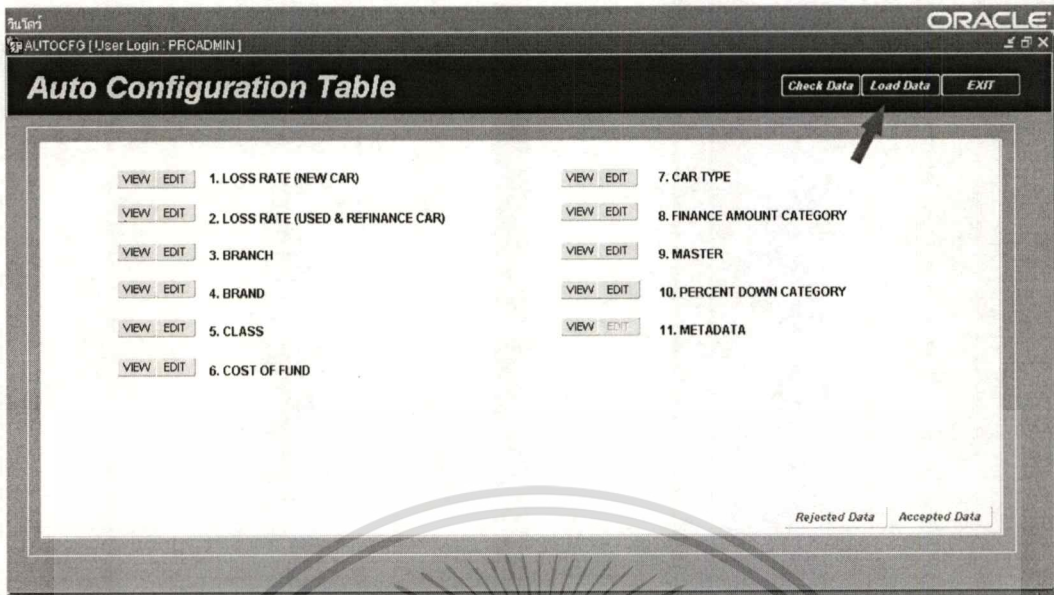 วินโดว์
ORACLE
AUTOCFG [ User Login : PRCADMIN ]
Auto Configuration Table
Check Data Load Data EXIT
VIEW EDIT 1. LOSS RATE (NEW CAR)
VIEW EDIT 2. LOSS RATE (USED & REFINANCE CAR)
VIEW EDIT 3. BRANCH
VIEW EDIT 4. BRAND
VIEW EDIT 5. CLASS
VIEW EDIT 6. COST OF FUND
VIEW EDIT 7. CAR TYPE
VIEW EDIT 8. FINANCE AMOUNT CATEGORY
VIEW EDIT 9. MASTER
VIEW EDIT 10. PERCENT DOWN CATEGORY
VIEW EDIT 11. METADATA
Rejected Data Accepted Data